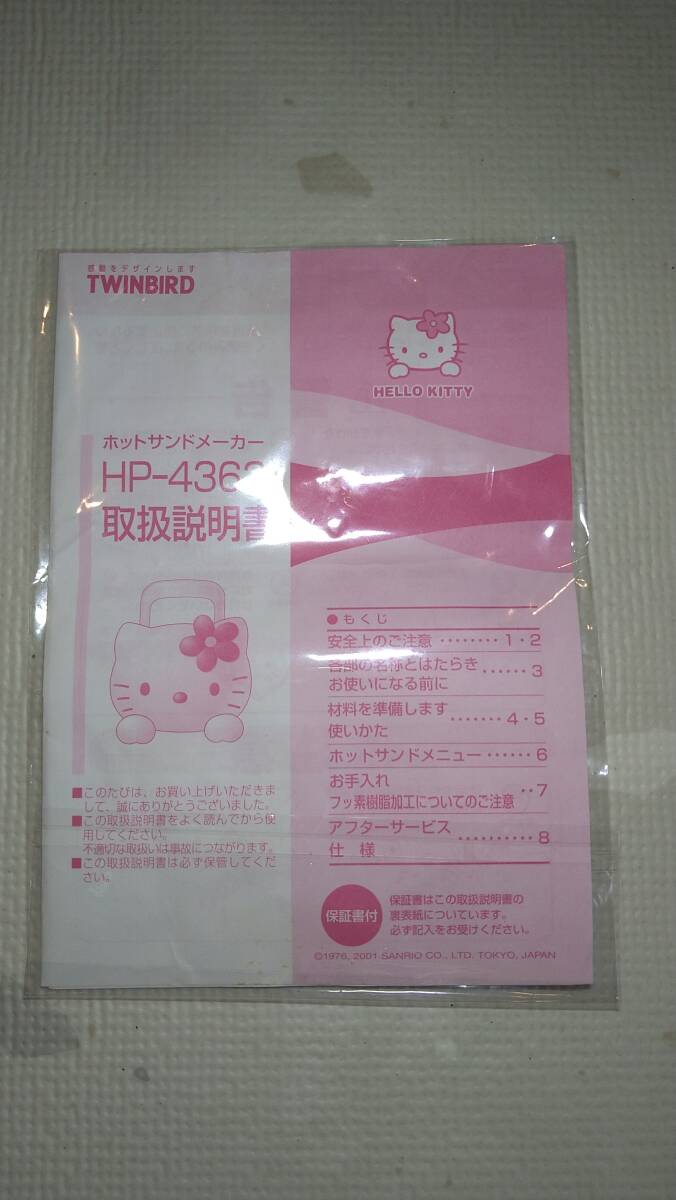 感動をデザインします
TWINBIRD
HELLO KITTY
ホットサンドメーカー
HP-436
取扱説明書
■このたびは、お買い上げいただきま
して、誠にありがとうございました。
■この取扱説明書をよく読んでから使
用してください。
不適切な取扱いは事故につながります。
■この取扱説明書は必ず保管してくだ
さい。
●もくじ
安全上のご注意 ········ 1・2
各部の名称とはたらき
お使いになる前に ······ 3
材料を準備します
使いかた ······· 4・5
ホットサンドメニュー ······ 6
お手入れ
フッ素樹脂加工についてのご注意 ·· 7
アフターサービス
仕 様 ·········· 8
保証書付
保証書はこの取扱説明書の
裏表紙についています。
必ず記入をお受けください。
©1976, 2001 SANRIO CO., LTD. TOKYO, JAPAN